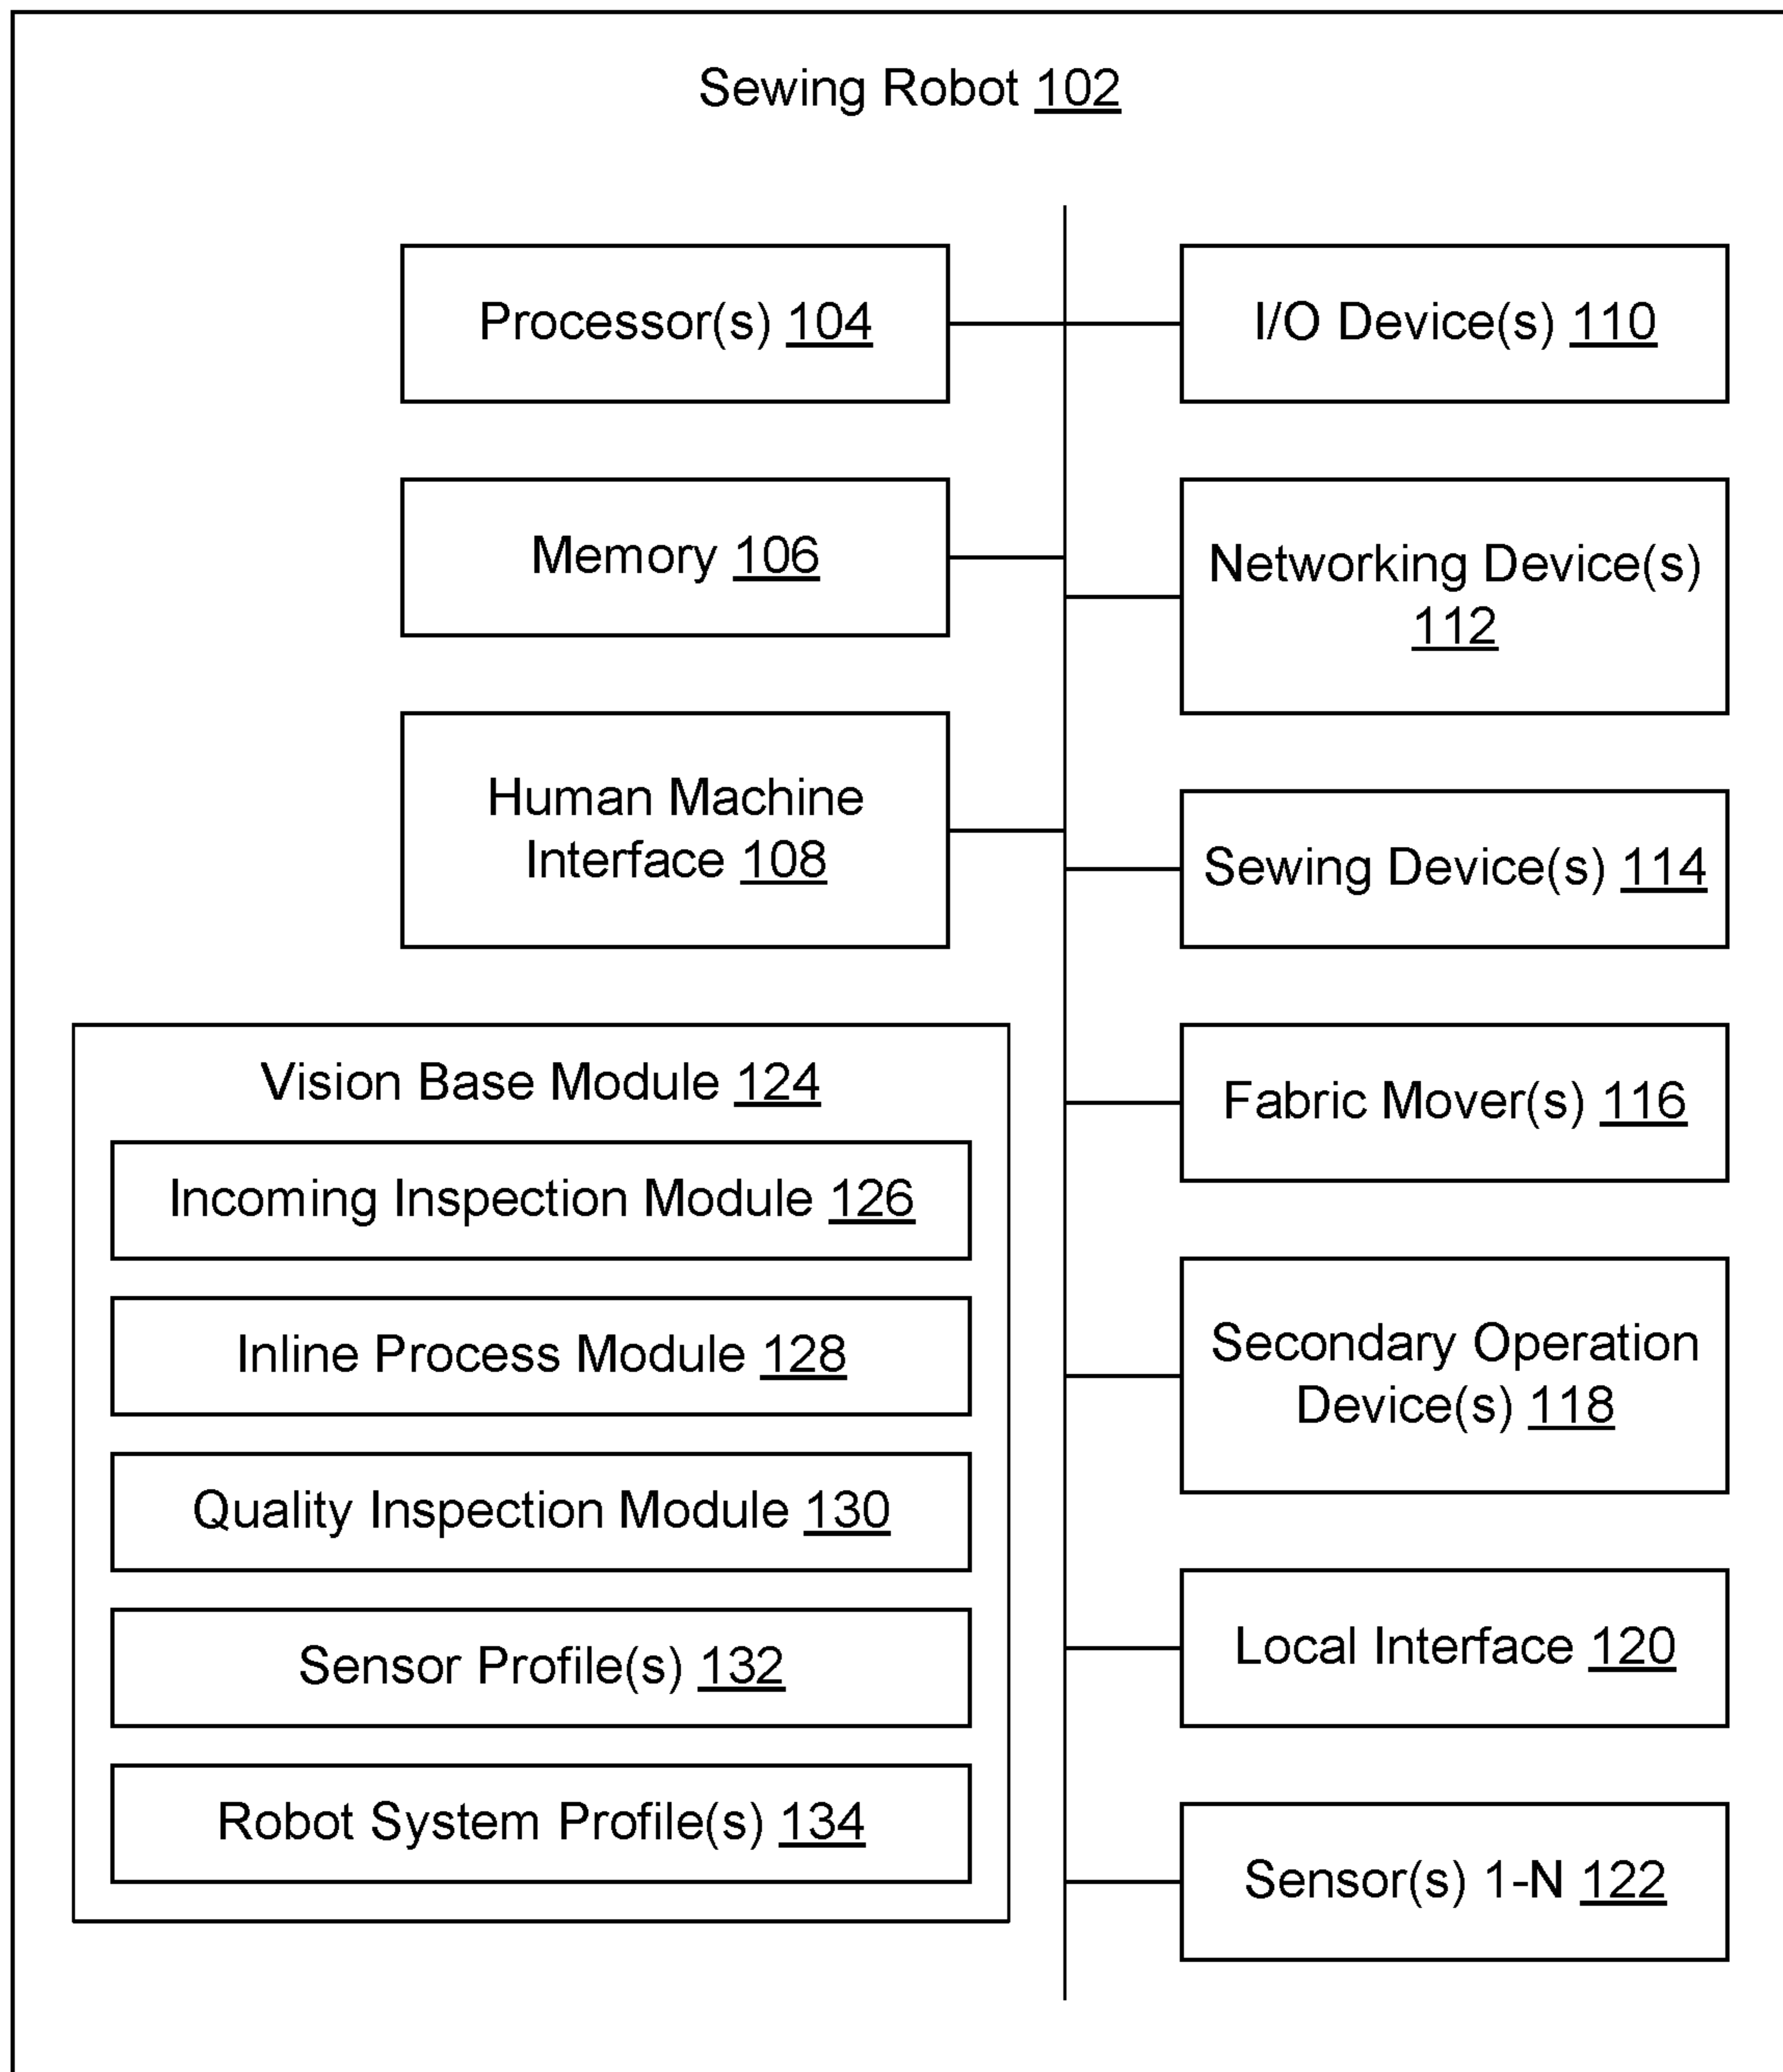 Sewing Robot 102
Processor(s) 104
Memory 106
Human Machine
Interface 108
I/O Device(s) 110
Networking Device(s)
112
Sewing Device(s) 114
Fabric Mover(s) 116
Secondary Operation
Device(s) 118
Local Interface 120
Sensor(s) 1-N 122
Vision Base Module 124
Incoming Inspection Module 126
Inline Process Module 128
Quality Inspection Module 130
Sensor Profile(s) 132
Robot System Profile(s) 134